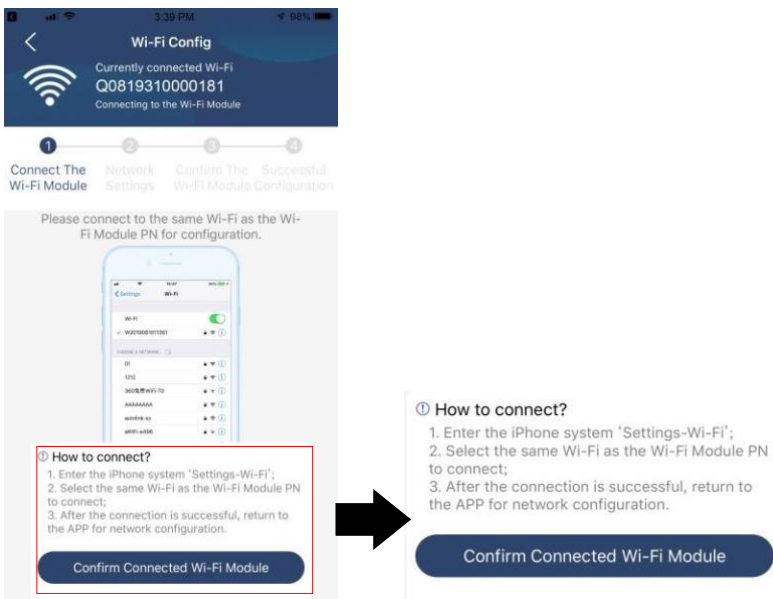 3:39 PM
98%
Wi-Fi Config
Currently connected Wi-Fi
Q0819310000181
Connecting to the Wi-Fi Module
1 2 3 4
Connect The Wi-Fi Module
Network Settings
Confirm The Wi-Fi Module
Successful Configuration
Please connect to the same Wi-Fi as the Wi-
Fi Module PN for configuration.
Settings
Wi-Fi
Wi-Fi
CHOOSE A NETWORK...
01
1212
AAAAAAAA
How to connect?
1. Enter the iPhone system 'Settings-Wi-Fi';
2. Select the same Wi-Fi as the Wi-Fi Module PN
to connect;
3. After the connection is successful, return to
the APP for network configuration.
Confirm Connected Wi-Fi Module
How to connect?
1. Enter the iPhone system 'Settings-Wi-Fi';
2. Select the same Wi-Fi as the Wi-Fi Module PN
to connect;
3. After the connection is successful, return to
the APP for network configuration.
Confirm Connected Wi-Fi Module